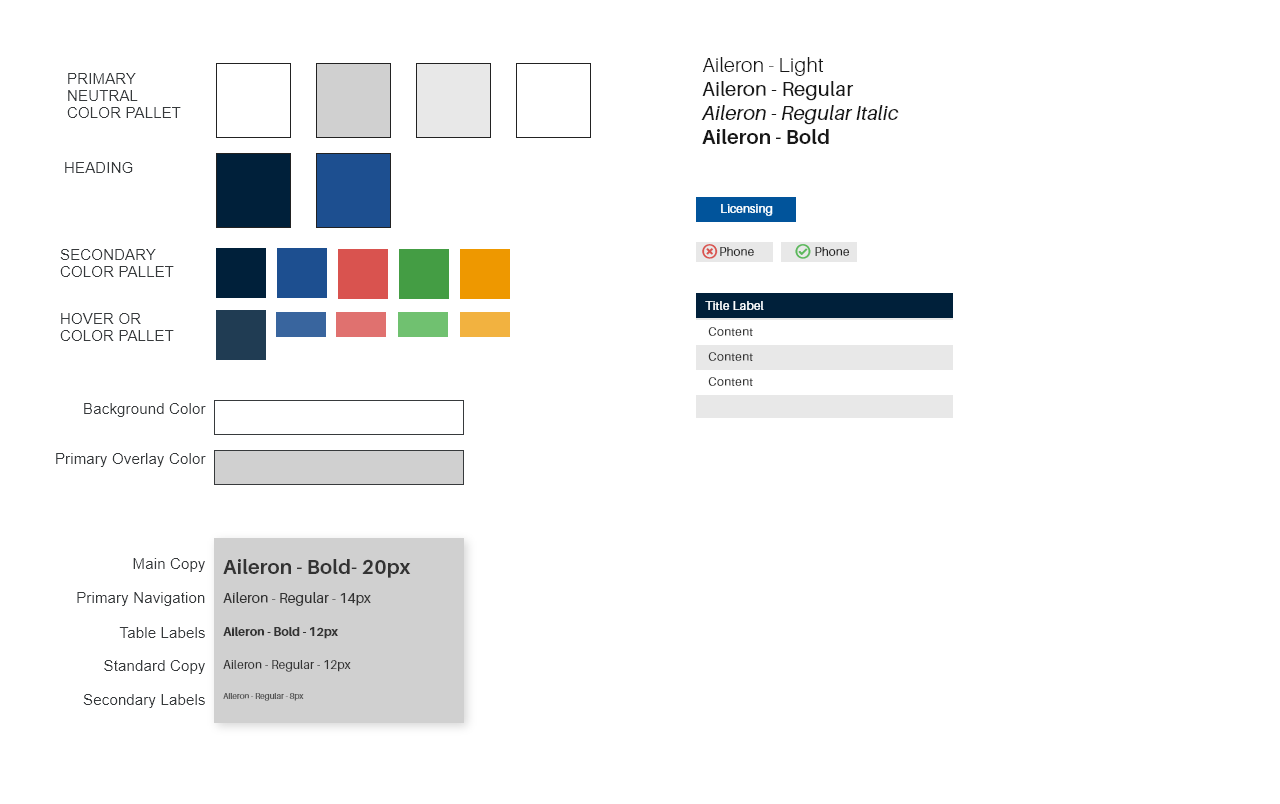 PRIMARY
NEUTRAL
COLOR PALLET
HEADING
SECONDARY
COLOR PALLET
HOVER OR
COLOR PALLET
Background Color
Primary Overlay Color
Main Copy
Aileron - Bold- 20px
Primary Navigation
Aileron - Regular - 14px
Table Labels
Aileron - Bold - 12px
Standard Copy
Aileron - Regular - 12px
Secondary Labels
Aileron - Regular - 8px
Aileron - Light
Aileron - Regular
Aileron - Regular Italic
Aileron - Bold
Licensing
Phone
Phone
Title Label
Content
Content
Content